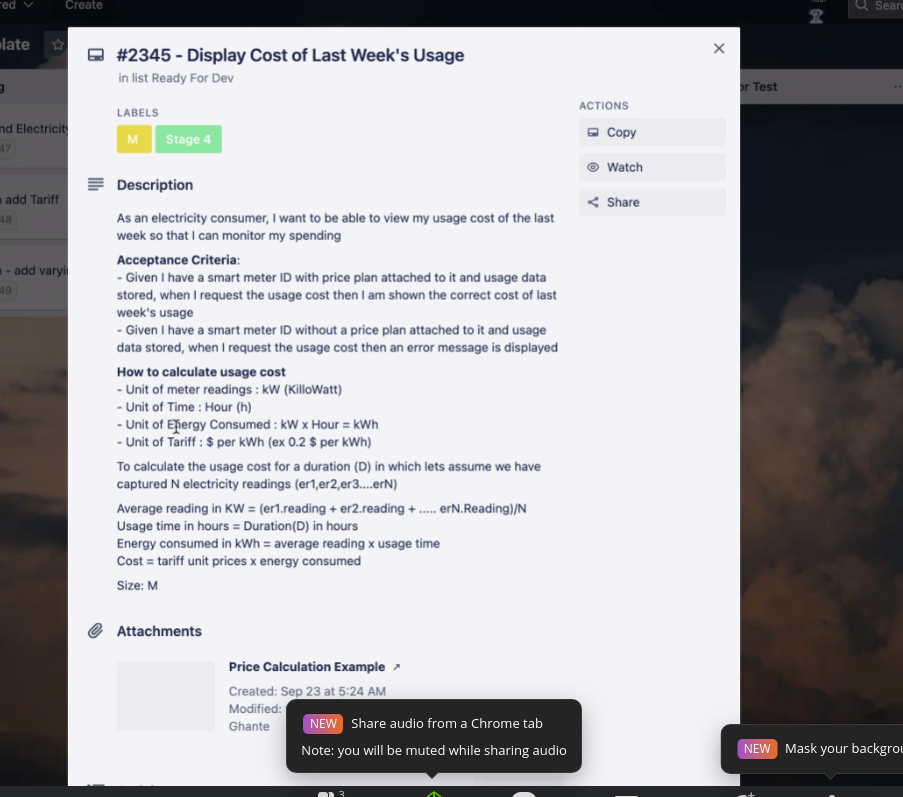 Create
Sear
late
#2345 - Display Cost of Last Week's Usage
in list Ready For Dev
or Test
LABELS
M
Stage 4
ACTIONS
Copy
Watch
Share
nd Electricity
47
add Tariff
48
- add varyi
49
Description
As an electricity consumer, I want to be able to view my usage cost of the last
week so that I can monitor my spending
Acceptance Criteria:
- Given I have a smart meter ID with price plan attached to it and usage data
stored, when I request the usage cost then I am shown the correct cost of last
week's usage
- Given I have a smart meter ID without a price plan attached to it and usage
data stored, when I request the usage cost then an error message is displayed
How to calculate usage cost
- Unit of meter readings : kW (KilloWatt)
- Unit of Time : Hour (h)
- Unit of Energy Consumed : kW x Hour = kWh
- Unit of Tariff : $ per kWh (ex 0.2 $ per kWh)
To calculate the usage cost for a duration (D) in which lets assume we have
captured N electricity readings (er1,er2,er3....erN)
Average reading in KW = (er1.reading + er2.reading + ..... erN.Reading)/N
Usage time in hours = Duration(D) in hours
Energy consumed in kWh = average reading x usage time
Cost = tariff unit prices x energy consumed
Size: M
Attachments
Price Calculation Example ↗
Created: Sep 23 at 5:24 AM
Modified:
Ghante
NEW Share audio from a Chrome tab
Note: you will be muted while sharing audio
NEW Mask your backgrou
3